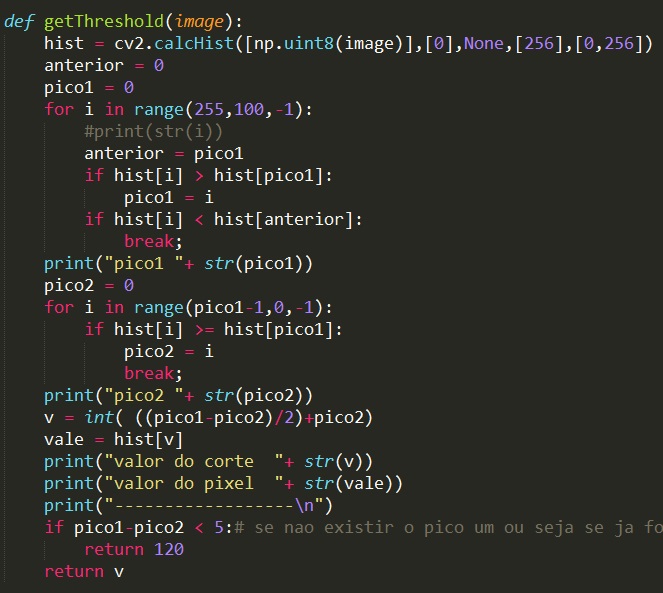 def getThreshold(image):
    hist = cv2.calcHist([np.uint8(image)],[0],None,[256],[0,256])
    anterior = 0
    pico1 = 0
    for i in range(255,100,-1):
        #print(str(i))
        anterior = pico1
        if hist[i] > hist[pico1]:
            pico1 = i
        if hist[i] < hist[anterior]:
            break;
    print("pico1 "+ str(pico1))
    pico2 = 0
    for i in range(pico1-1,0,-1):
        if hist[i] >= hist[pico1]:
            pico2 = i
            break;
    print("pico2 "+ str(pico2))
    v = int( ((pico1-pico2)/2)+pico2)
    vale = hist[v]
    print("valor do corte  "+ str(v))
    print("valor do pixel  "+ str(vale))
    print("------------------\n")
    if pico1-pico2 < 5:# se nao existir o pico um ou seja se ja fo
        return 120
    return v